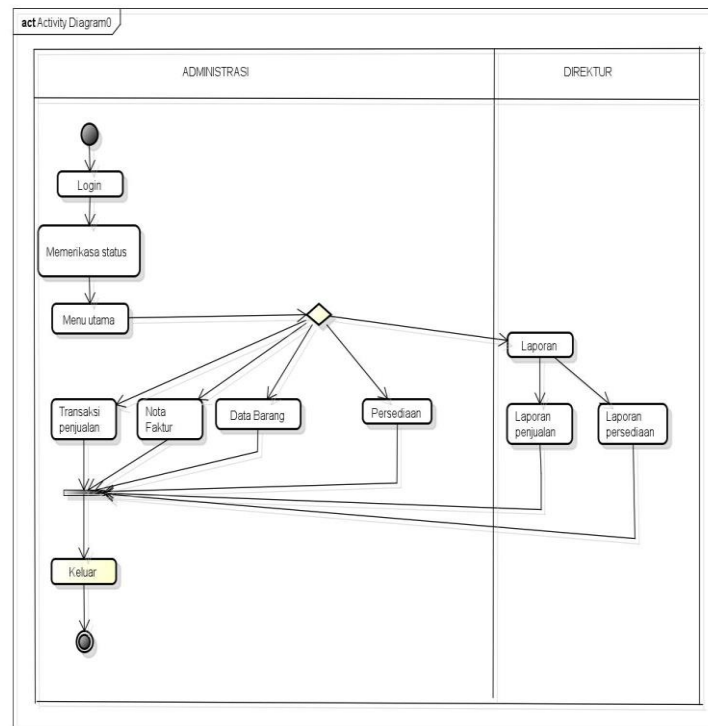 act Activity Diagram0
ADMINISTRASI
DIREKTUR
Login
Memerikasa status
Menu utama
Laporan
Transaksi
penjualan
Nota
Faktur
Data Barang
Persediaan
Laporan
penjualan
Laporan
persediaan
Keluar